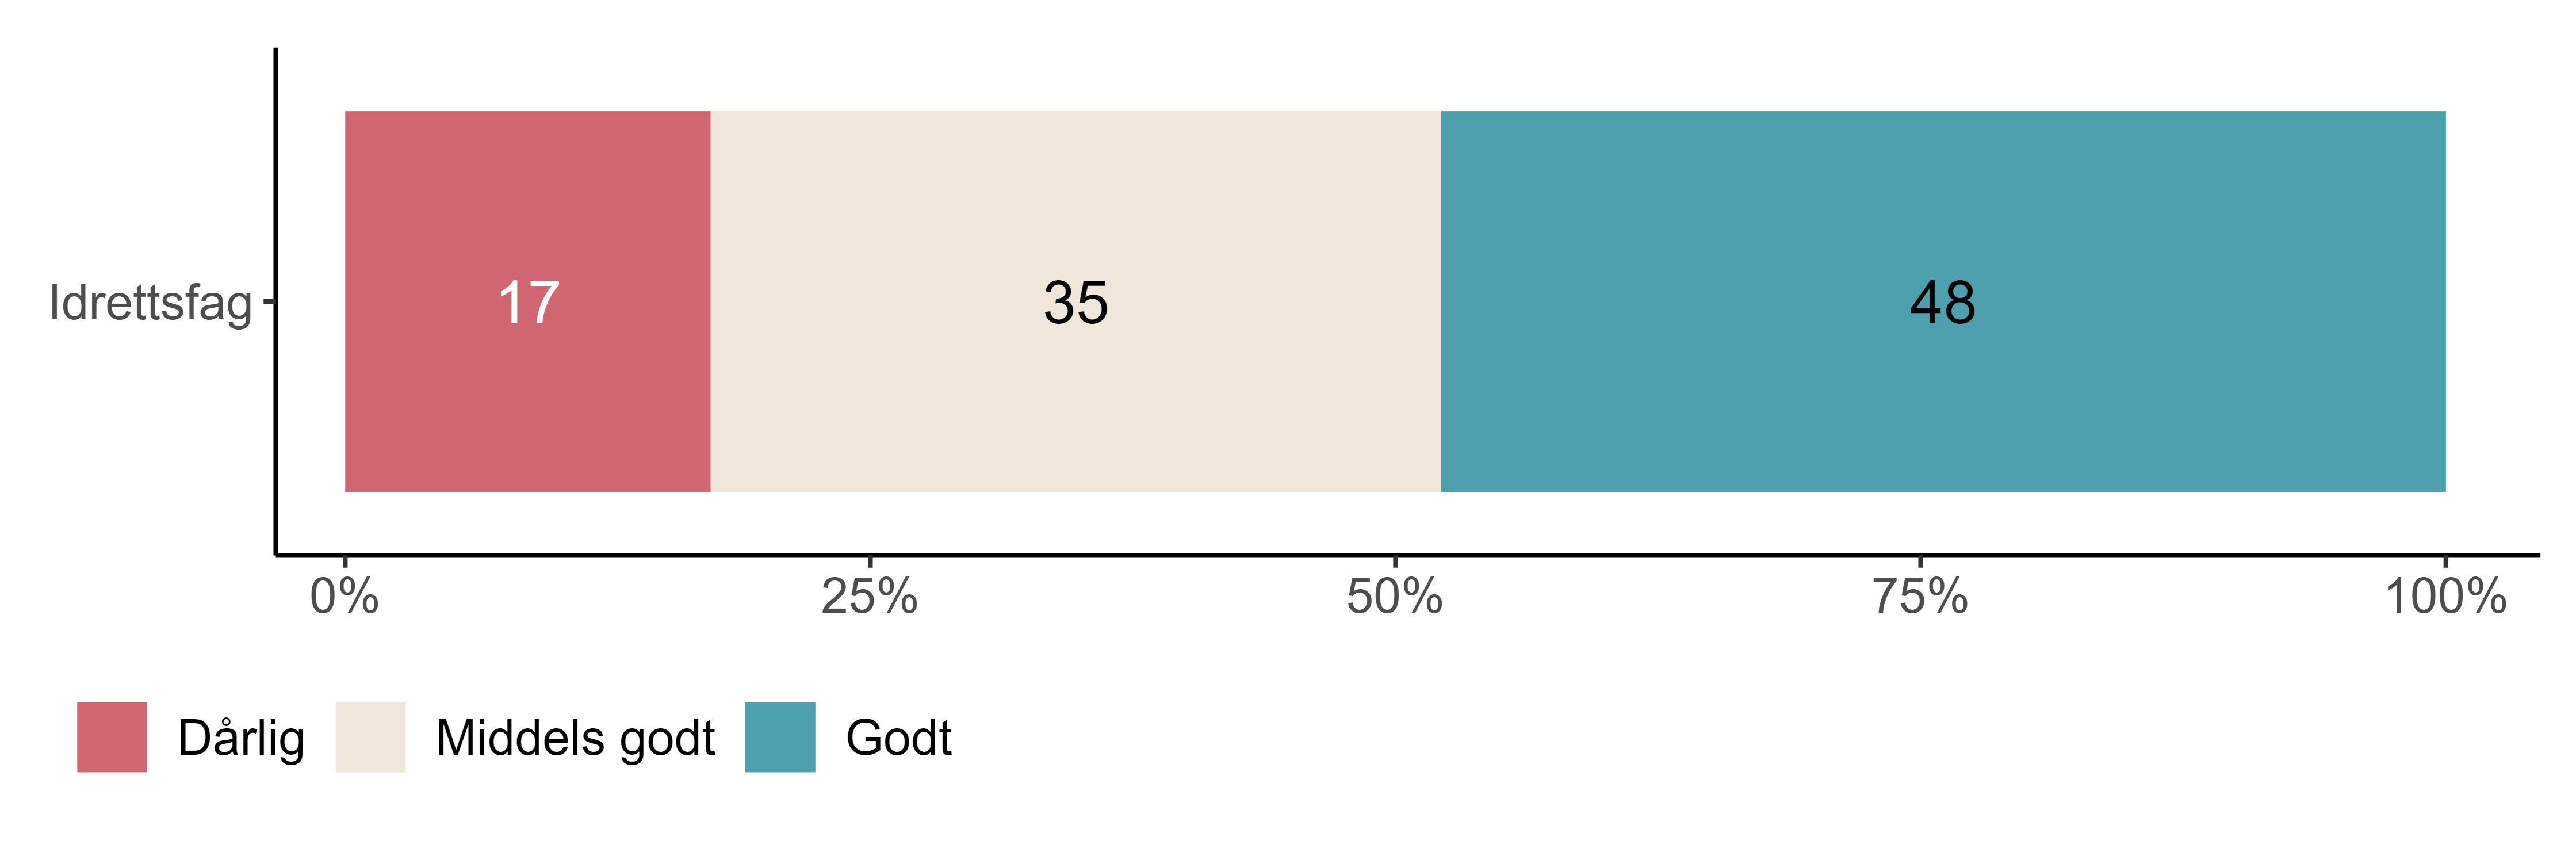 Idrettsfag
17 35 48
0% 25% 50% 75% 100%
Dårlig Middels godt Godt